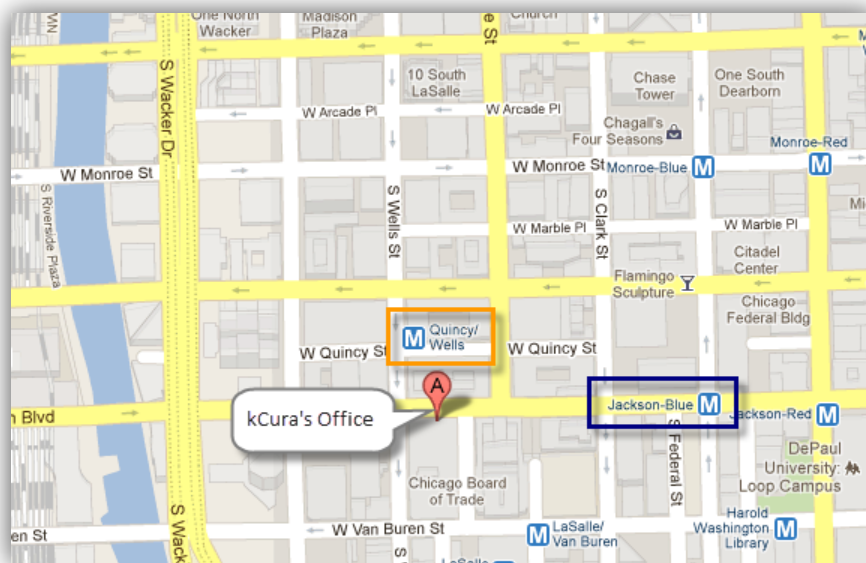 One North
Wacker
Madison
Plaza
e St
Church
WN
S Wacker Dr
10 South
LaSalle
Chase
Tower
One South
Dearborn
W Arcade Pl
W Arcade Pl
Chagall's
Four Seasons
Monroe-Red
M
W Monroe St
W Monroe St
Monroe-Blue
M
S Riverside Plaza
S Wells St
S Clark St
W Marble Pl
W Marble Pl
Citadel
Center
Flamingo
Sculpture
Chicago
Federal Bldg
M
Quincy/
Wells
W Quincy St
W Quincy St
A
kCura's Office
n Blvd
Jackson-Blue
M
Jackson-Red
M
S Federal St
DePaul
University:
Loop Campus
Chicago Board
of Trade
S Wack
en St
W Van Buren St
M
LaSalle/
Van Buren
Harold
Washington
Library
M
S
LaSalle